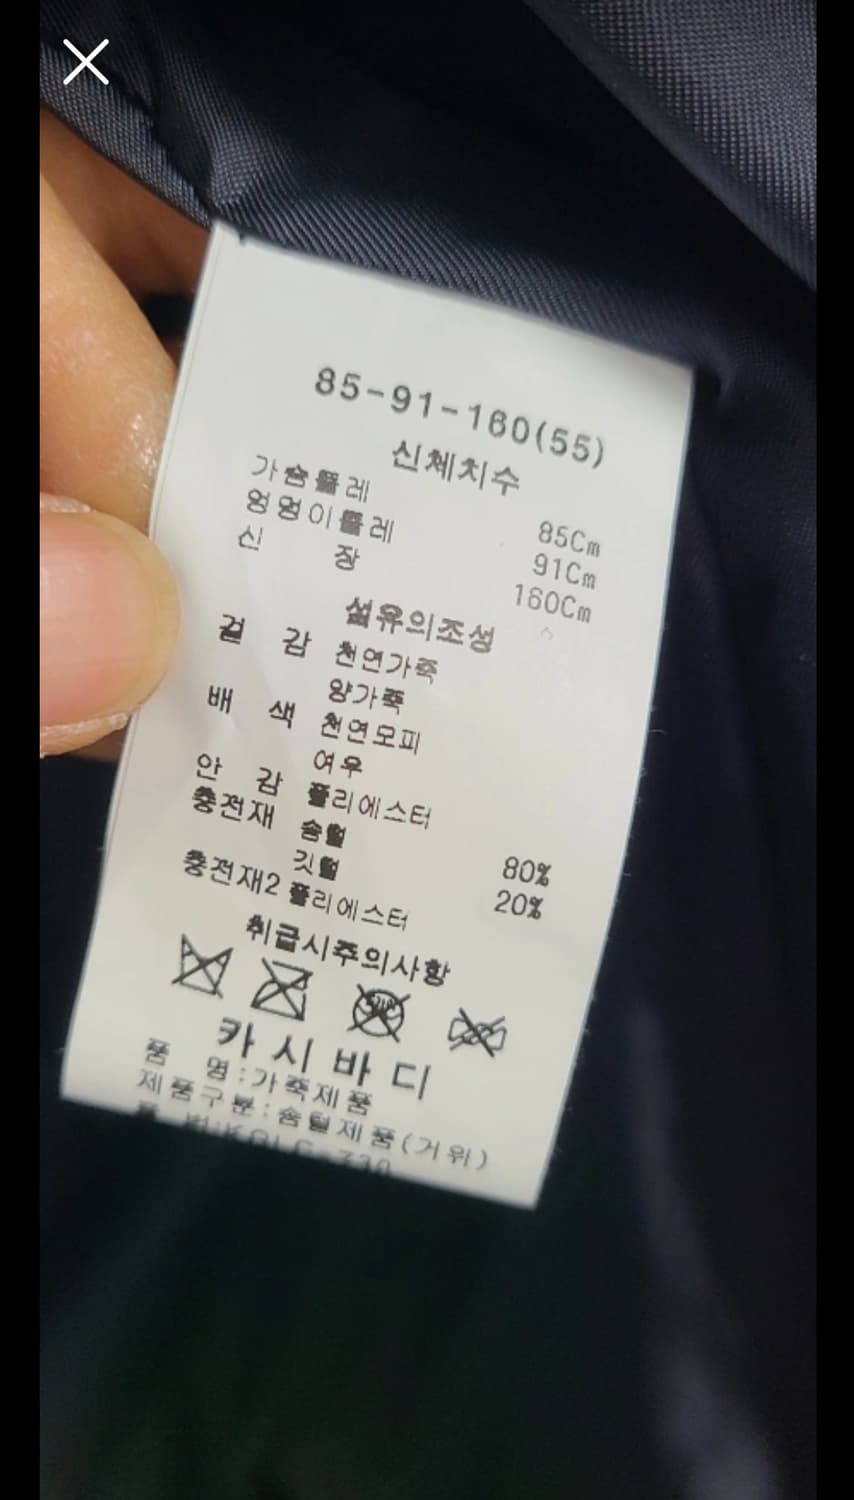 85-91-160(55)
신체치수
가슴둘레 85Cm
엉덩이둘레 91Cm
신 장 160Cm
섬유의조성
겉 감 천연가죽
양가죽
배 색 천연모피
여우
안 감 폴리에스터
충전재 솜털 80%
깃털 20%
충전재2 폴리에스터
취급시주의사항
카시바디
품 명:가죽제품
제품구분:솜털제품(거위)